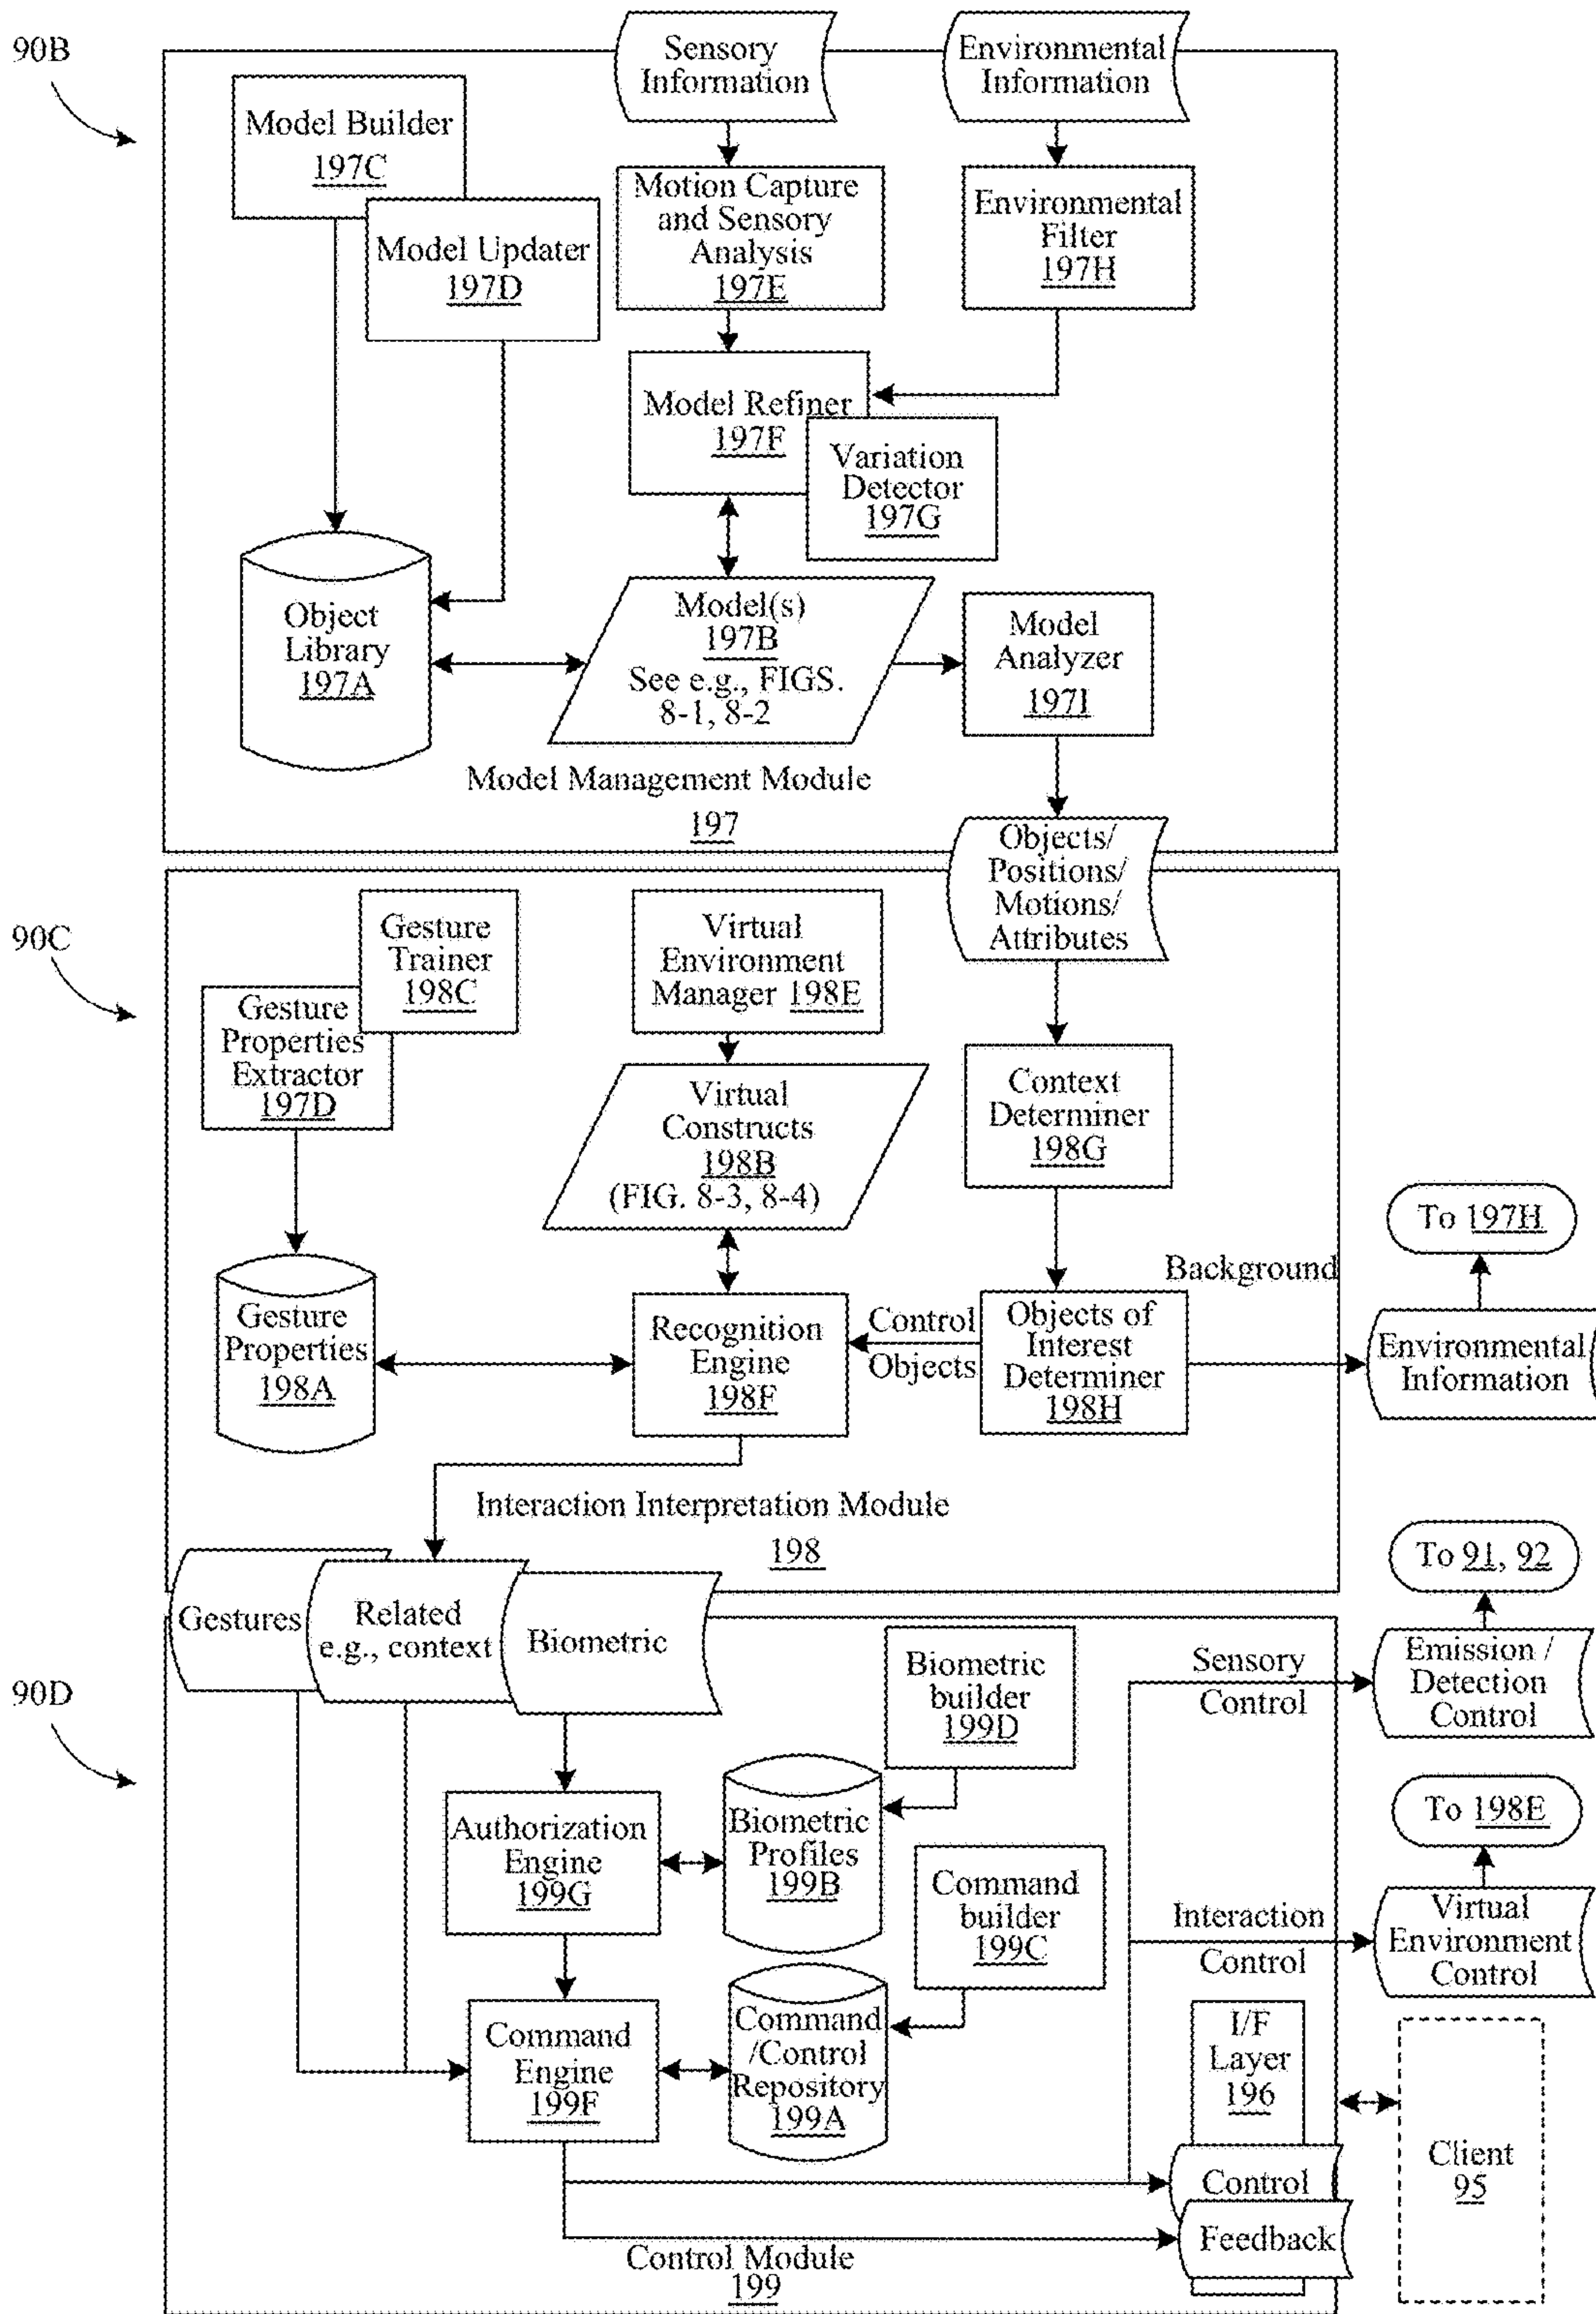 90B
Sensory
Information
Environmental
Information
Model Builder
197C
Model Updater
197D
Motion Capture
and Sensory
Analysis
197E
Environmental
Filter
197H
Model Refiner
197F
Variation
Detector
197G
Object
Library
197A
Model(s)
197B
See e.g., FIGS.
8-1, 8-2
Model
Analyzer
197I
Model Management Module
197
Objects/
Positions/
Motions/
Attributes
90C
Gesture
Trainer
198C
Gesture
Properties
Extractor
197D
Virtual
Environment
Manager 198E
Virtual
Constructs
198B
(FIG. 8-3, 8-4)
Context
Determiner
198G
To 197H
Background
Gesture
Properties
198A
Recognition
Engine
198F
Control
Objects
Objects of
Interest
Determiner
198H
Environmental
Information
Interaction Interpretation Module
198
To 91, 92
Gestures
Related
e.g., context
Biometric
90D
Biometric
builder
199D
Sensory
Control
Emission /
Detection
Control
To 198E
Authorization
Engine
199G
Biometric
Profiles
199B
Command
builder
199C
Interaction
Control
Virtual
Environment
Control
Command
Engine
199F
Command
/Control
Repository
199A
I/F
Layer
196
Client
95
Control
Feedback
Control Module
199